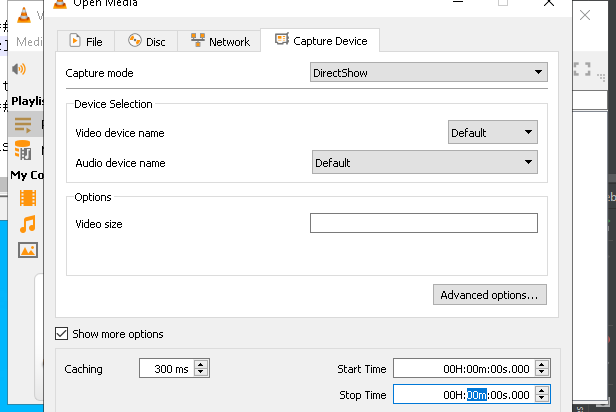 Open Media
V
Medi
File
Disc
Network
Capture Device
Capture mode
DirectShow
Playlis
Device Selection
Video device name
Default
Audio device name
Default
My Co
Options
Video size
Advanced options...
Show more options
Caching
300 ms
Start Time
00H:00m:00s.000
Stop Time
00H:00m:00s.000